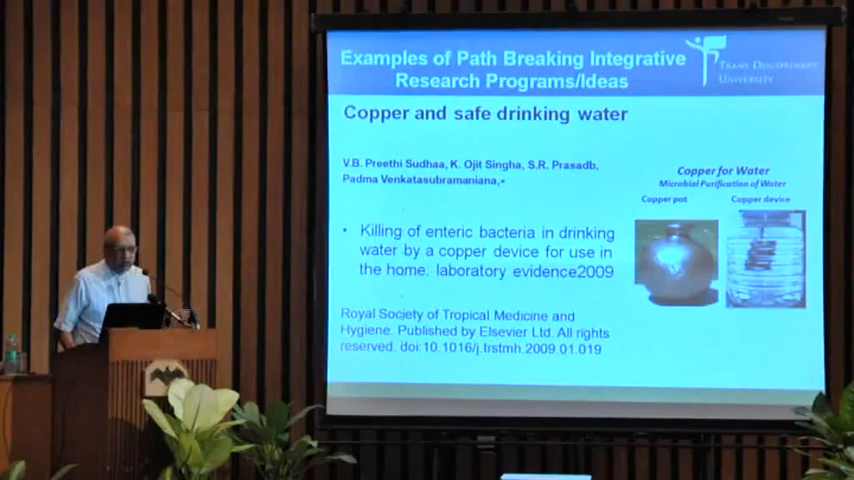 Examples of Path Breaking Integrative
Research Programs/Ideas
TRANS DISCIPLINARY
UNIVERSITY
Copper and safe drinking water
V.B. Preethi Sudhaa, K. Ojit Singha, S.R. Prasadb,
Padma Venkatasubramaniana,*
Copper for Water
Microbial Purification of Water
Copper pot
Copper device
• Killing of enteric bacteria in drinking
water by a copper device for use in
the home: laboratory evidence2009
Royal Society of Tropical Medicine and
Hygiene. Published by Elsevier Ltd. All rights
reserved. doi:10.1016/j.trstmh.2009.01.019